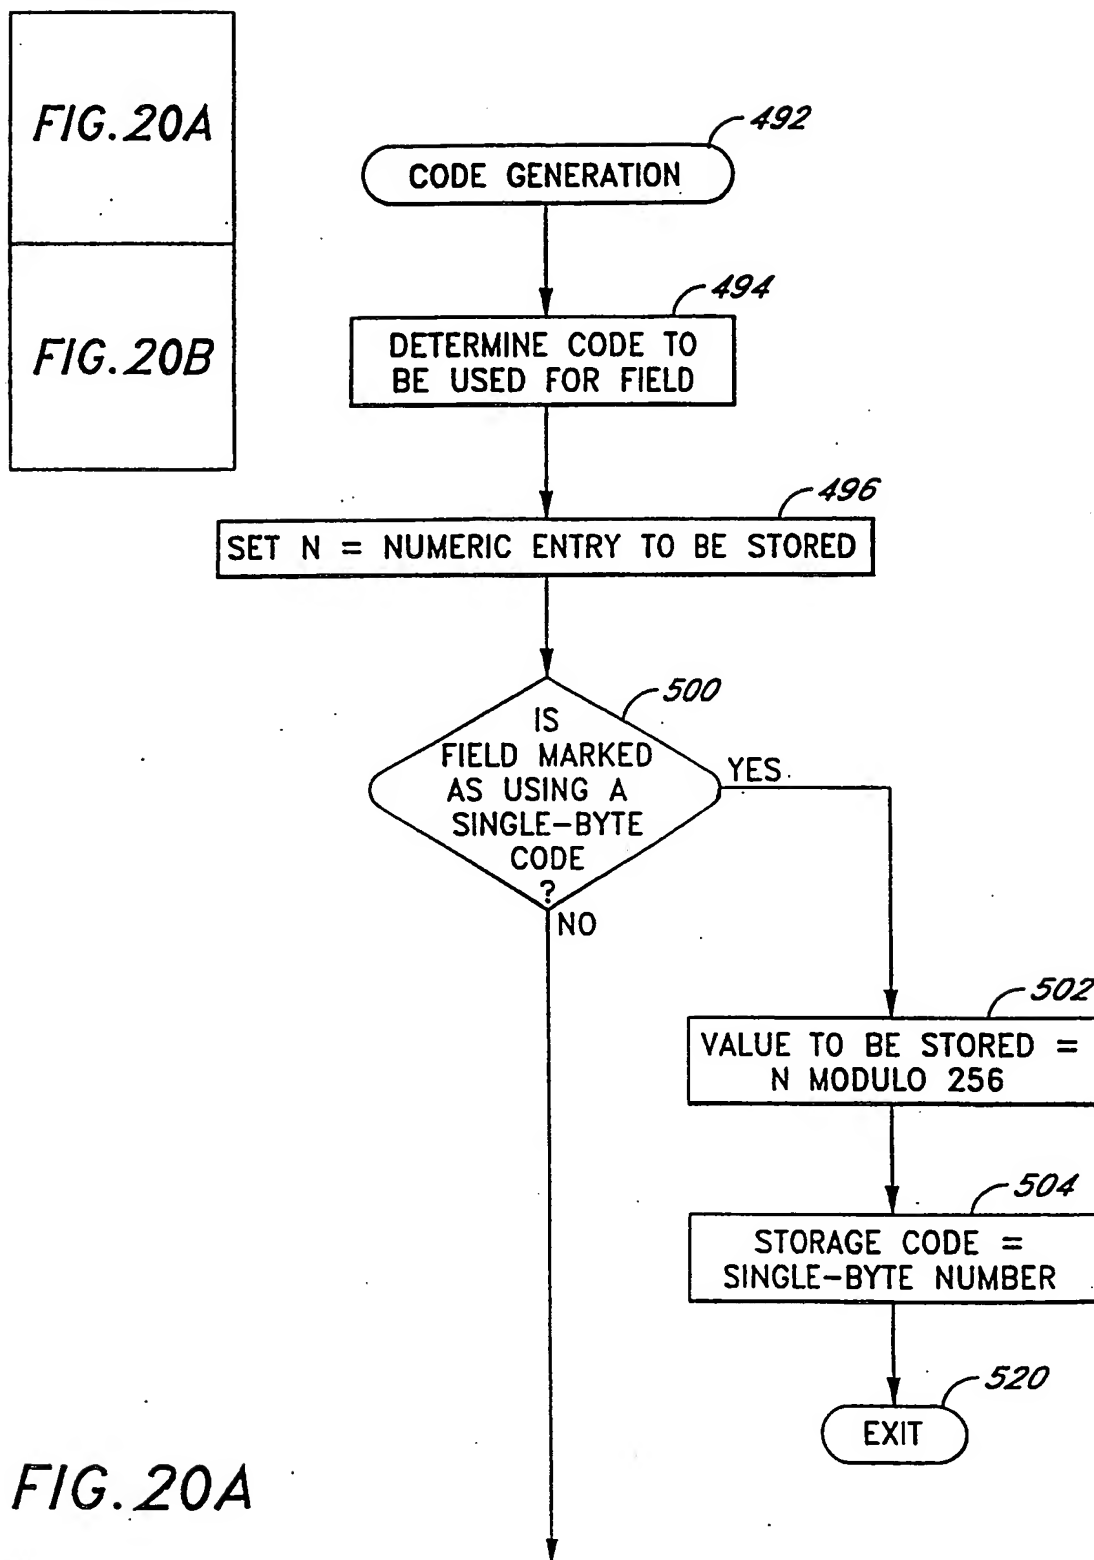 FIG. 20A
FIG. 20B
492
CODE GENERATION
494
DETERMINE CODE TO
BE USED FOR FIELD
496
SET N = NUMERIC ENTRY TO BE STORED
500
IS
FIELD MARKED
AS USING A
SINGLE-BYTE
CODE
?
YES
NO
502
VALUE TO BE STORED =
N MODULO 256
504
STORAGE CODE =
SINGLE-BYTE NUMBER
520
EXIT
FIG. 20A